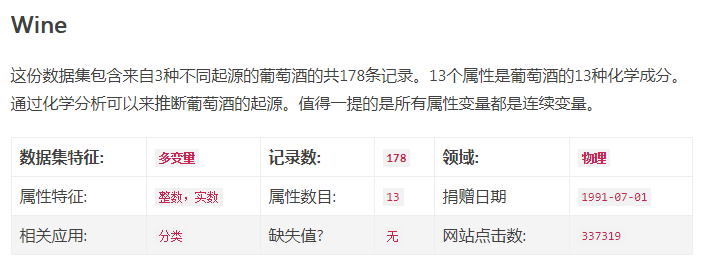 Wine
这份数据集包含来自3种不同起源的葡萄酒的共178条记录。13个属性是葡萄酒的13种化学成分。
通过化学分析可以来推断葡萄酒的起源。值得一提的是所有属性变量都是连续变量。
数据集特征: 多变量 记录数: 178 领域: 物理
属性特征: 整数，实数 属性数目: 13 捐赠日期 1991-07-01
相关应用: 分类 缺失值? 无 网站点击数: 337319